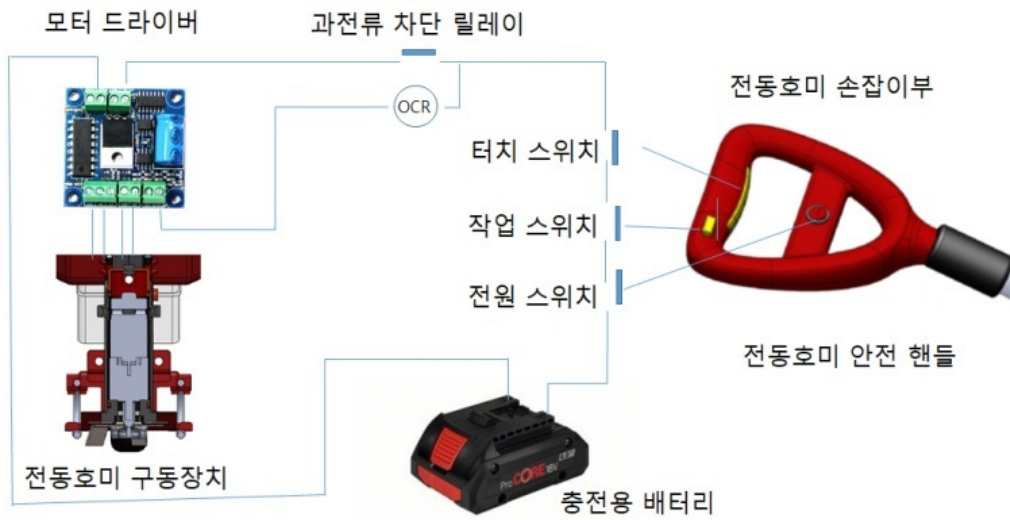 모터 드라이버
과전류 차단 릴레이
OCR
전동호미 손잡이부
터치 스위치
작업 스위치
전원 스위치
전동호미 안전 핸들
전동호미 구동장치
ProCORE18V
충전용 배터리